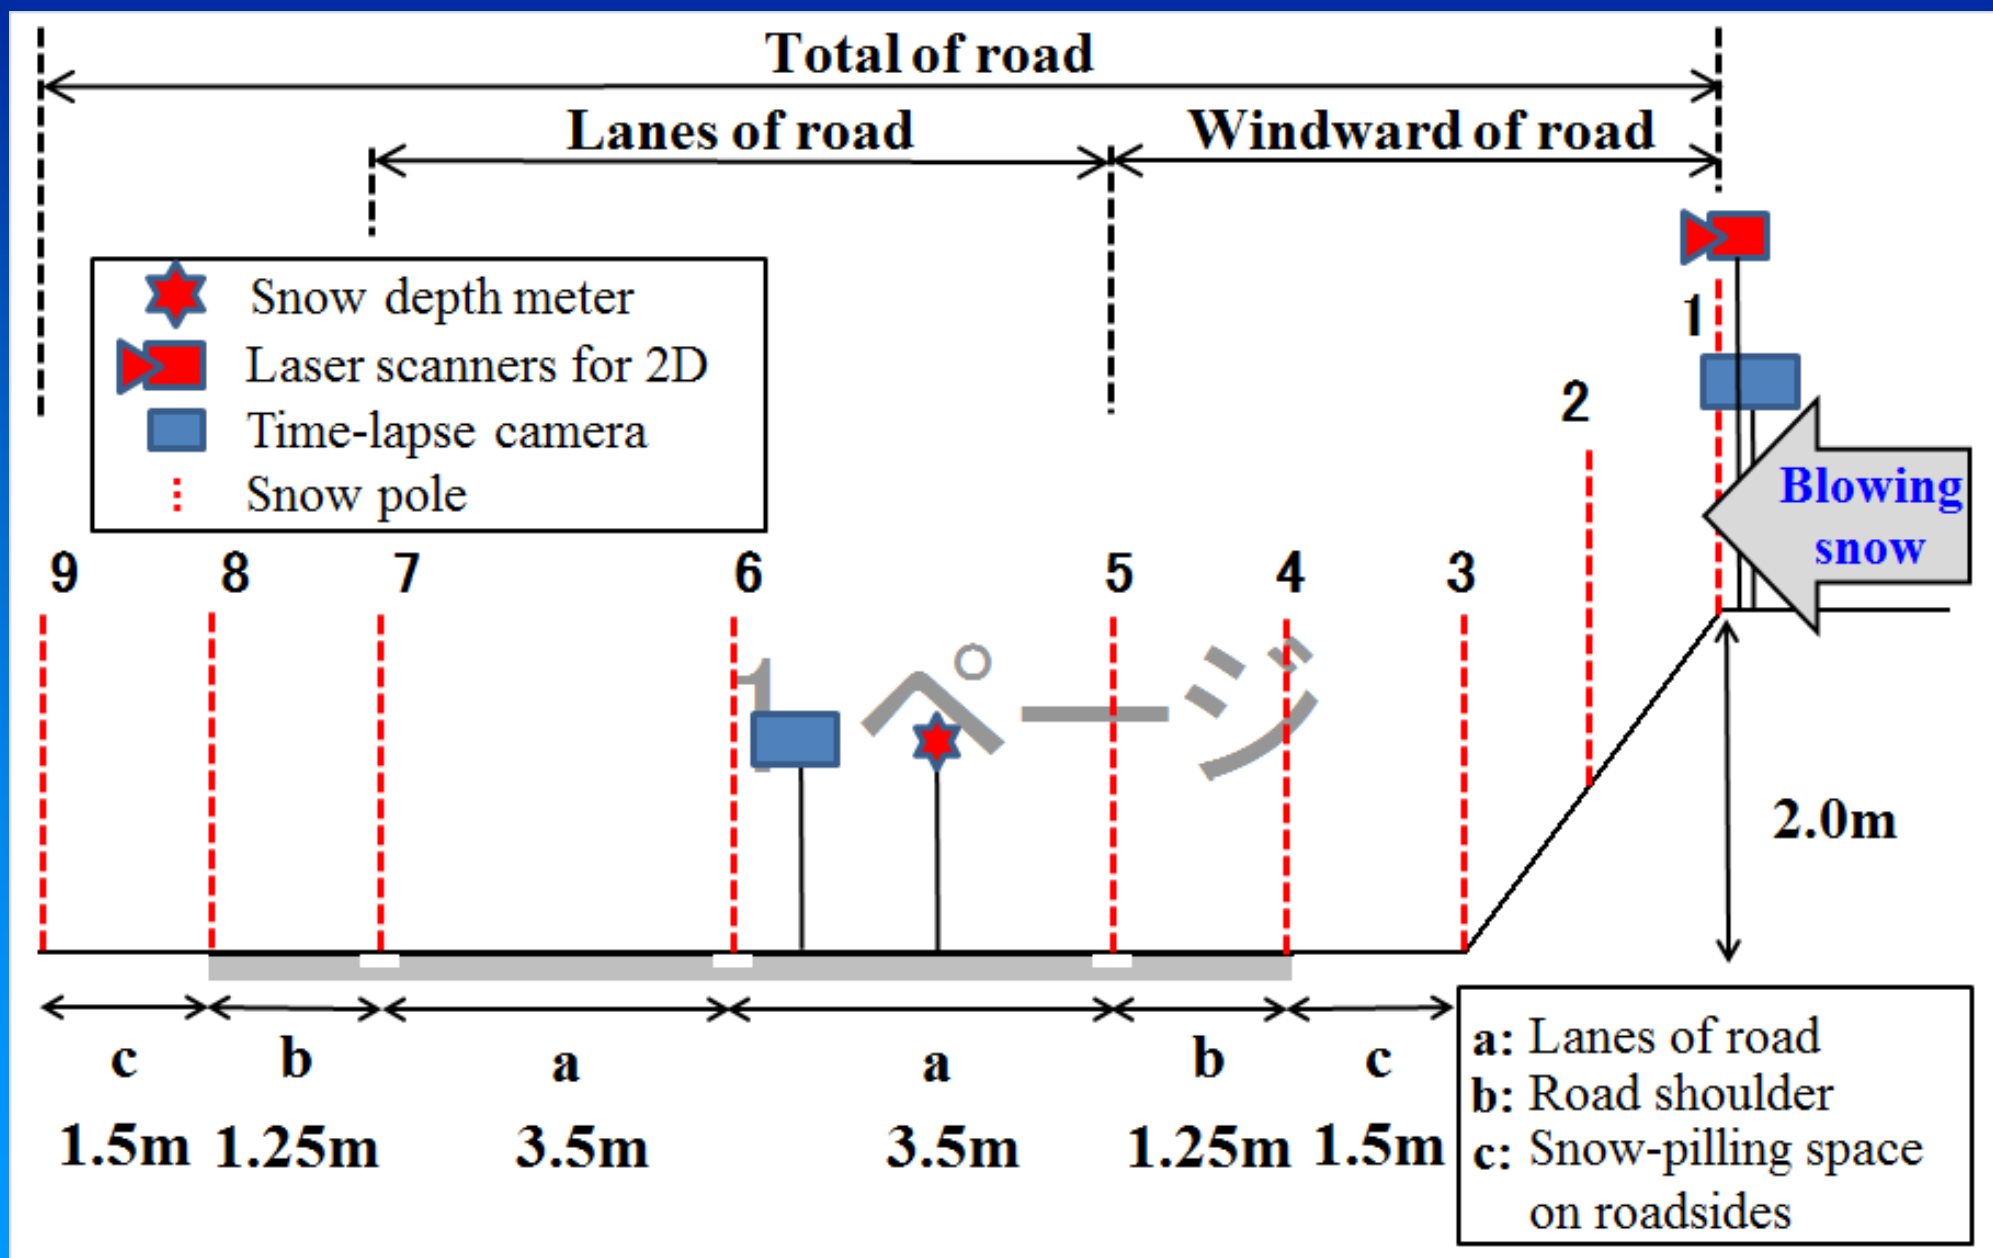 Total of road
Lanes of road
Windward of road
Snow depth meter
Laser scanners for 2D
Time-lapse camera
Snow pole
1
2
Blowing
snow
9 8 7 6 5 4 3
1 ページ
2.0m
c b a a b c
1.5m 1.25m 3.5m 3.5m 1.25m 1.5m
a: Lanes of road
b: Road shoulder
c: Snow-pilling space
on roadsides